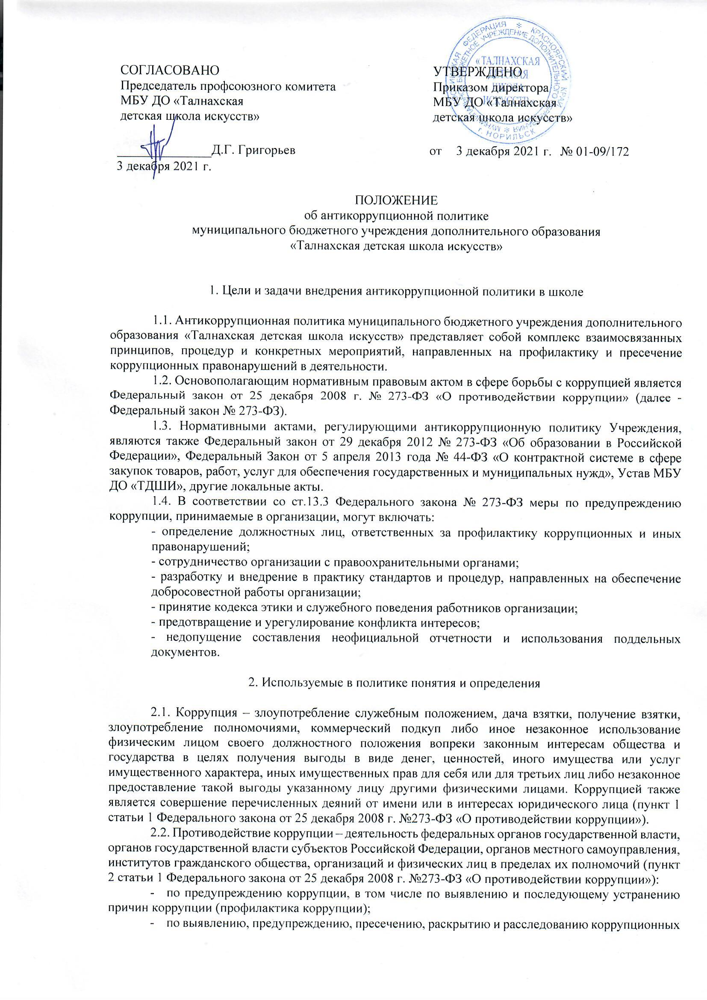 СОГЛАСОВАНО
Председатель профсоюзного комитета
МБУ ДО «Талнахская
детская школа искусств»
Д.Г. Григорьев
3 декабря 2021 г.
УТВЕРЖДЕНО
Приказом директора
МБУ ДО «Талнахская
детская школа искусств»
от 3 декабря 2021 г. № 01-09/172
ФЕДЕРАЦИЯ * КРАСНОЯРСКИЙ КРАЙ
БЮДЖЕТНОЕ УЧРЕЖДЕНИЕ ДОПОЛНИТЕЛЬНОГО
«ТАЛНАХСКАЯ
ДЕТСКАЯ
ШКОЛА
ИСКУССТВ»
г. НОРИЛЬСК
ПОЛОЖЕНИЕ
об антикоррупционной политике
муниципального бюджетного учреждения дополнительного образования
«Талнахская детская школа искусств»
1. Цели и задачи внедрения антикоррупционной политики в школе
1.1. Антикоррупционная политика муниципального бюджетного учреждения дополнительного
образования «Талнахская детская школа искусств» представляет собой комплекс взаимосвязанных
принципов, процедур и конкретных мероприятий, направленных на профилактику и пресечение
коррупционных правонарушений в деятельности.
1.2. Основополагающим нормативным правовым актом в сфере борьбы с коррупцией является
Федеральный закон от 25 декабря 2008 г. № 273-ФЗ «О противодействии коррупции» (далее -
Федеральный закон № 273-ФЗ).
1.3. Нормативными актами, регулирующими антикоррупционную политику Учреждения,
являются также Федеральный закон от 29 декабря 2012 № 273-ФЗ «Об образовании в Российской
Федерации», Федеральный Закон от 5 апреля 2013 года № 44-ФЗ «О контрактной системе в сфере
закупок товаров, работ, услуг для обеспечения государственных и муниципальных нужд», Устав МБУ
ДО «ТДШИ», другие локальные акты.
1.4. В соответствии со ст.13.3 Федерального закона № 273-ФЗ меры по предупреждению
коррупции, принимаемые в организации, могут включать:
- определение должностных лиц, ответственных за профилактику коррупционных и иных
правонарушений;
- сотрудничество организации с правоохранительными органами;
- разработку и внедрение в практику стандартов и процедур, направленных на обеспечение
добросовестной работы организации;
- принятие кодекса этики и служебного поведения работников организации;
- предотвращение и урегулирование конфликта интересов;
- недопущение составления неофициальной отчетности и использования поддельных
документов.
2. Используемые в политике понятия и определения
2.1. Коррупция – злоупотребление служебным положением, дача взятки, получение взятки,
злоупотребление полномочиями, коммерческий подкуп либо иное незаконное использование
физическим лицом своего должностного положения вопреки законным интересам общества и
государства в целях получения выгоды в виде денег, ценностей, иного имущества или услуг
имущественного характера, иных имущественных прав для себя или для третьих лиц либо незаконное
предоставление такой выгоды указанному лицу другими физическими лицами. Коррупцией также
является совершение перечисленных деяний от имени или в интересах юридического лица (пункт 1
статьи 1 Федерального закона от 25 декабря 2008 г. №273-ФЗ «О противодействии коррупции»).
2.2. Противодействие коррупции – деятельность федеральных органов государственной власти,
органов государственной власти субъектов Российской Федерации, органов местного самоуправления,
институтов гражданского общества, организаций и физических лиц в пределах их полномочий (пункт
2 статьи 1 Федерального закона от 25 декабря 2008 г. №273-ФЗ «О противодействии коррупции»):
- по предупреждению коррупции, в том числе по выявлению и последующему устранению
причин коррупции (профилактика коррупции);
- по выявлению, предупреждению, пресечению, раскрытию и расследованию коррупционных